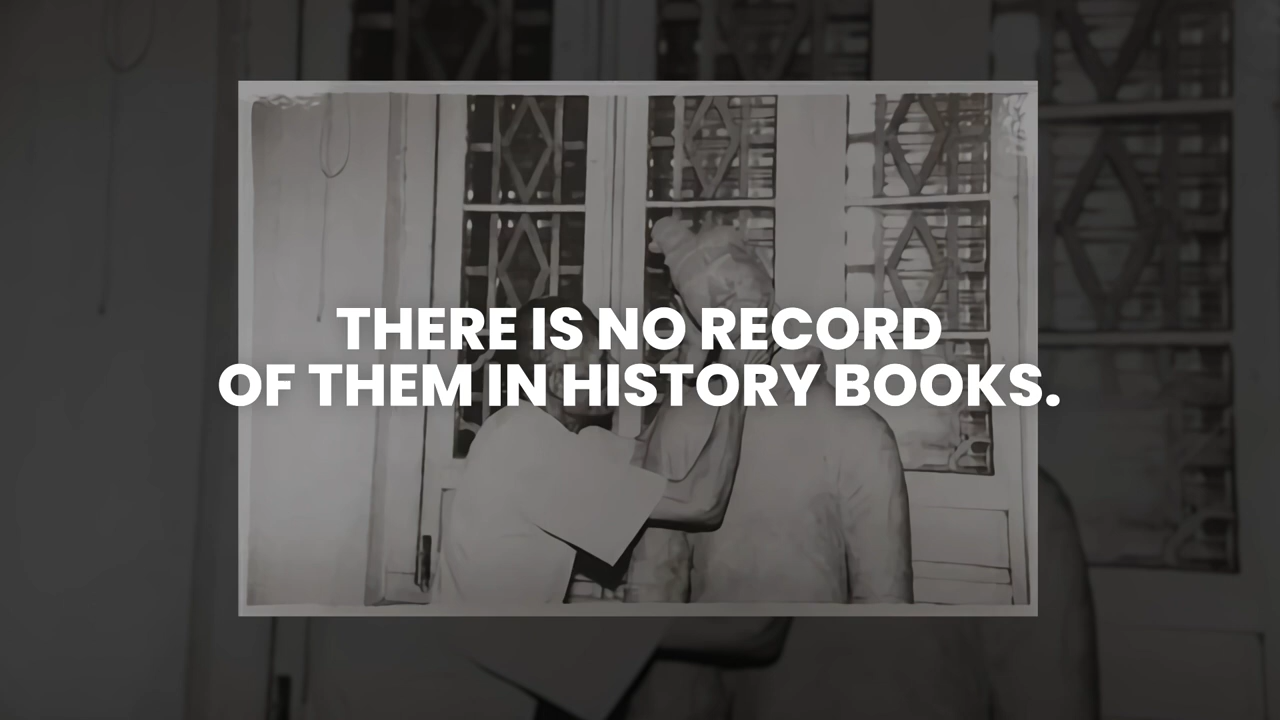 THERE IS NO RECORD
OF THEM IN HISTORY BOOKS.